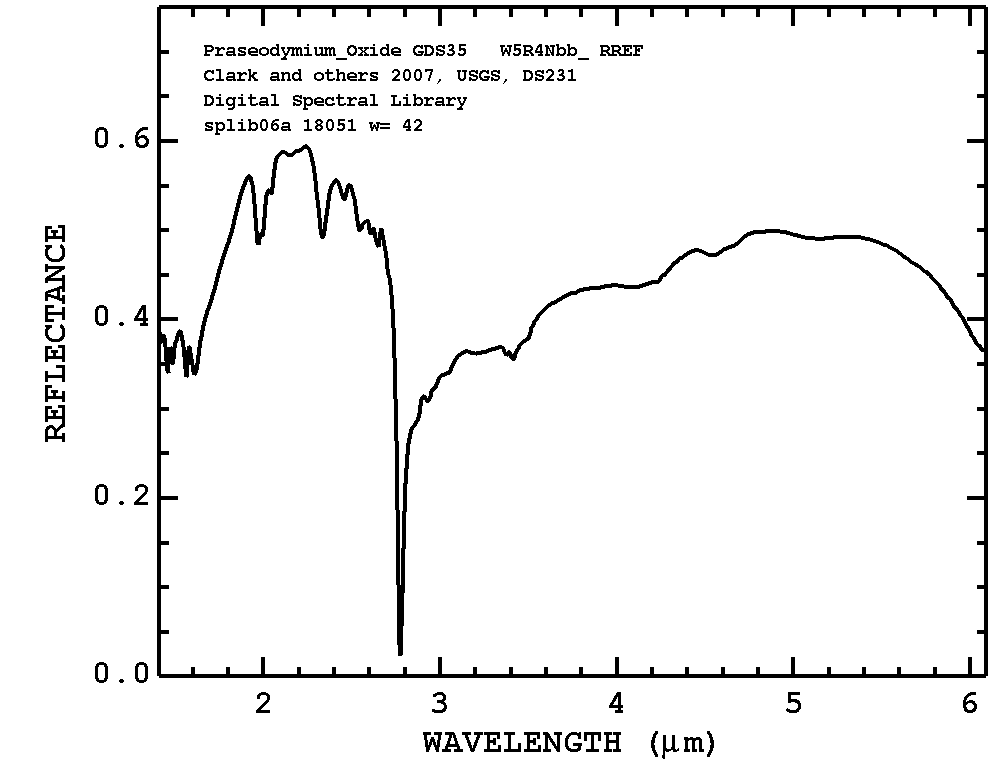 Praseodymium_Oxide GDS35 W5R4Nbb_ RREF
Clark and others 2007, USGS, DS231
Digital Spectral Library
splib06a 18051 w= 42
0.6
0.4
0.2
0.0
REFLECTANCE
2 3 4 5 6
WAVELENGTH (μm)